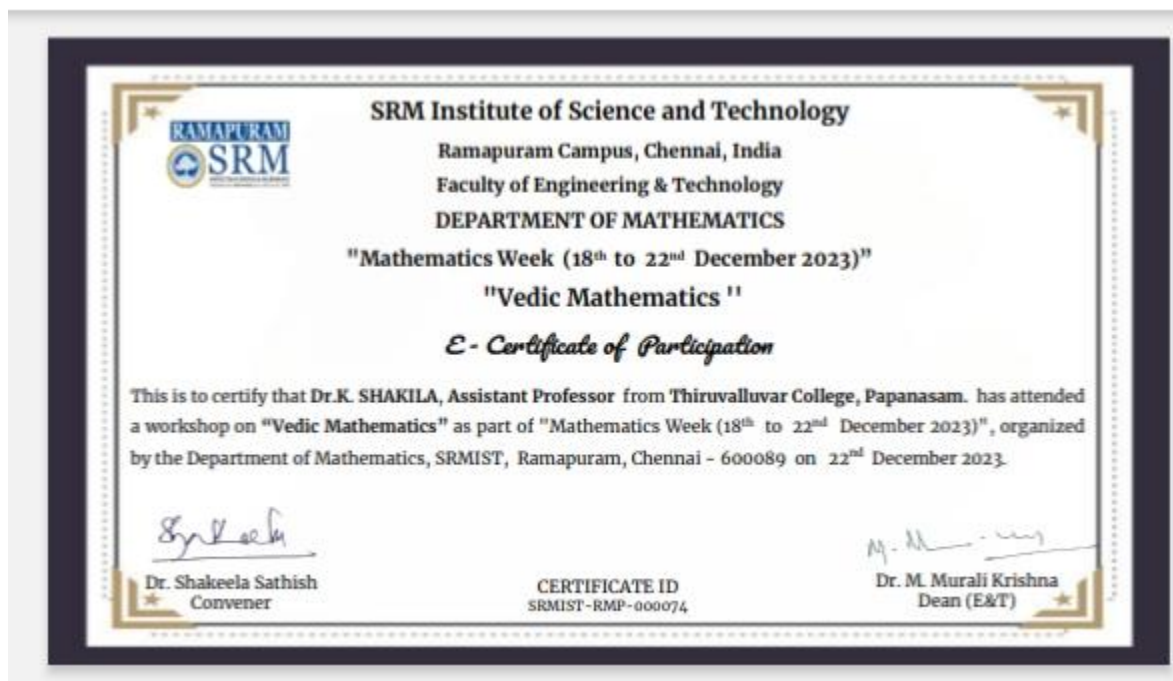 RAMAPURAM
SRM
SRM Institute of Science and Technology
Ramapuram Campus, Chennai, India
Faculty of Engineering & Technology
DEPARTMENT OF MATHEMATICS
"Mathematics Week (18th to 22nd December 2023)”
"Vedic Mathematics ''
E - Certificate of Participation
This is to certify that Dr.K. SHAKILA, Assistant Professor from Thiruvalluvar College, Papanasam. has attended
a workshop on “Vedic Mathematics” as part of "Mathematics Week (18th to 22nd December 2023)", organized
by the Department of Mathematics, SRMIST, Ramapuram, Chennai - 600089 on 22nd December 2023.
Dr. Shakeela Sathish
Convener
CERTIFICATE ID
SRMIST-RMP-000074
Dr. M. Murali Krishna
Dean (E&T)